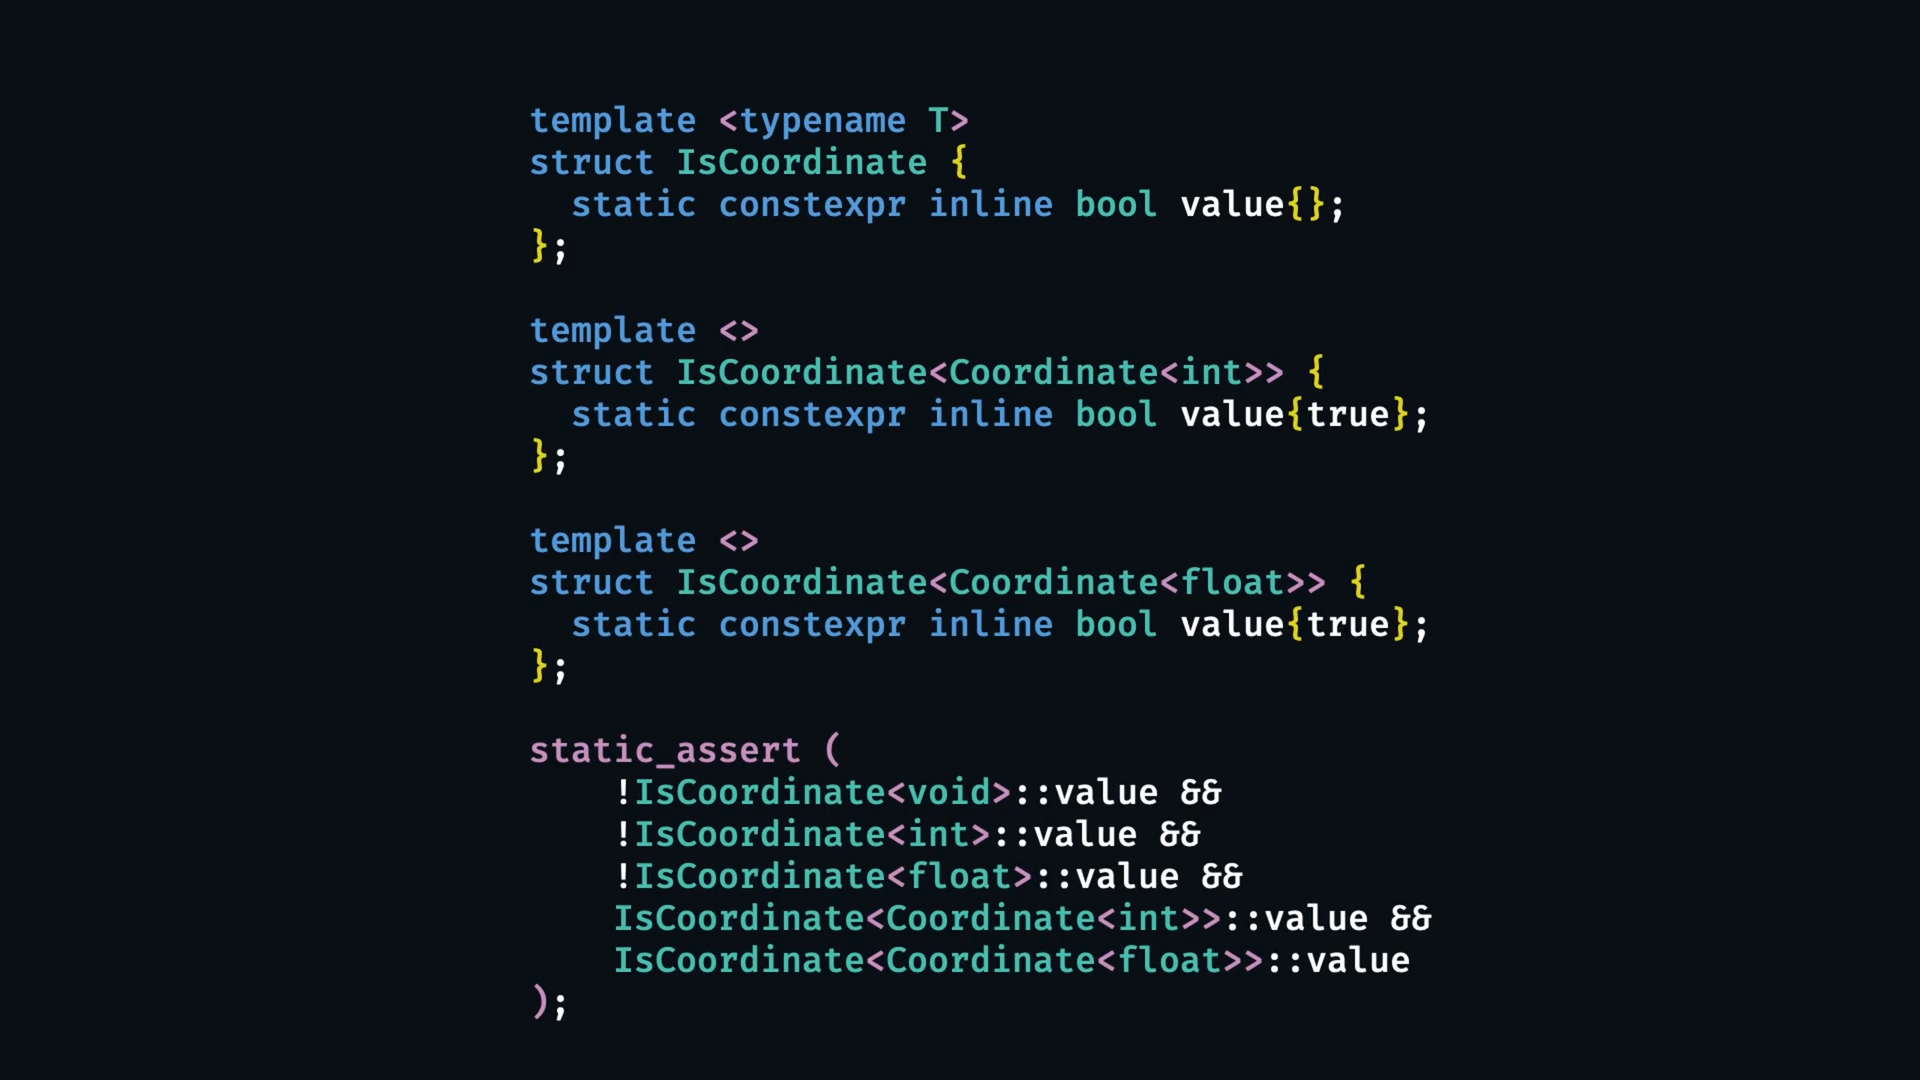 template <typename T>
struct IsCoordinate {
  static constexpr inline bool value{};
};

template <>
struct IsCoordinate<Coordinate<int>> {
  static constexpr inline bool value{true};
};

template <>
struct IsCoordinate<Coordinate<float>> {
  static constexpr inline bool value{true};
};

static_assert (
    !IsCoordinate<void>::value &&
    !IsCoordinate<int>::value &&
    !IsCoordinate<float>::value &&
    IsCoordinate<Coordinate<int>>::value &&
    IsCoordinate<Coordinate<float>>::value
);